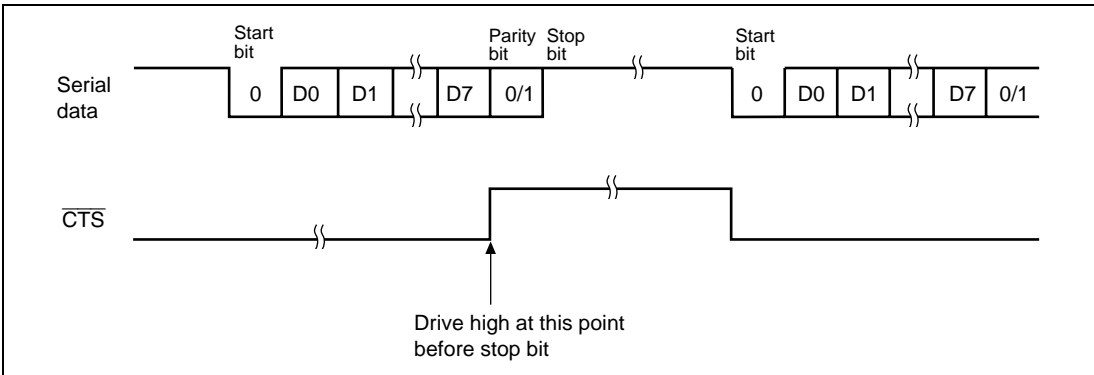 Start bit
Parity bit
Stop bit
Start bit
Serial data
0 D0 D1 D7 0/1 0 D0 D1 D7 0/1
C̅T̅S̅
Drive high at this point
before stop bit